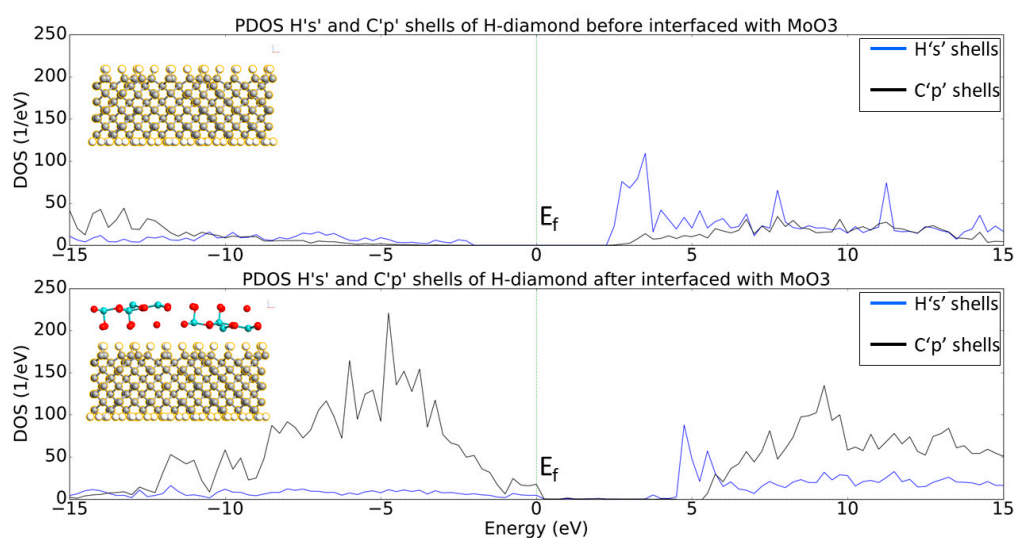 PDOS H's' and C'p' shells of H-diamond before interfaced with MoO3
250
200
150
100
50
0
DOS (1/eV)
H‘s’ shells
C‘p’ shells
Ef
−15 −10 −5 0 5 10 15
PDOS H's' and C'p' shells of H-diamond after interfaced with MoO3
250
200
150
100
50
0
DOS (1/eV)
H‘s’ shells
C‘p’ shells
Ef
−15 −10 −5 0 5 10 15
Energy (eV)